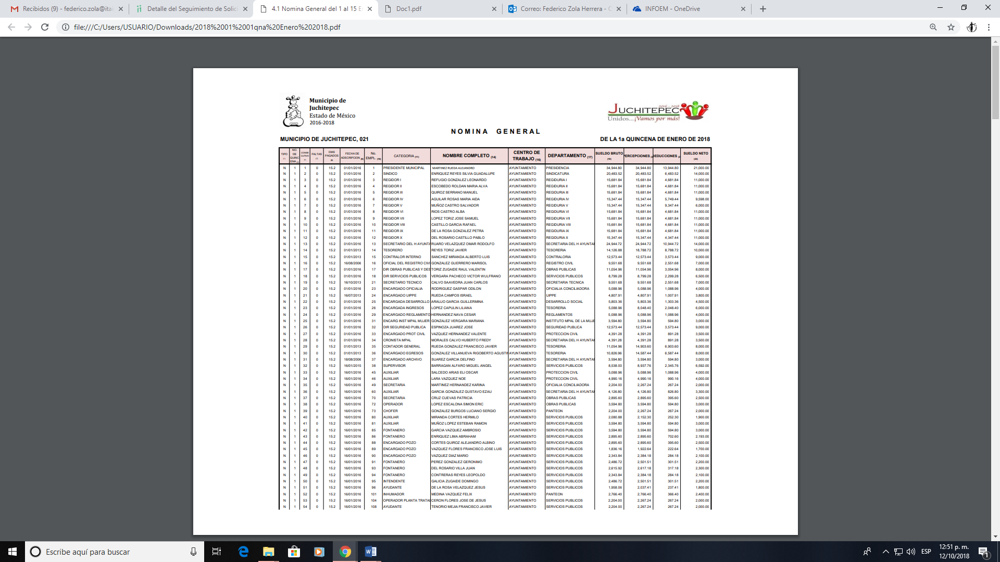 Recibidos (9) - federico.zola@itai
Detalle del Seguimiento de Solici
4.1 Nomina General del 1 al 15 E
Doc1.pdf
Correo: Federico Zola Herrera - C
INFOEM - OneDrive
file:///C:/Users/USUARIO/Downloads/2018%2001%2001qna%20Enero%202018.pdf
Municipio de
Juchitepec
Estado de México
2016-2018
2016 - 2018
JUCHITEPEC
Unidos... ¡Vamos por más!
NOMINA GENERAL
MUNICIPIO DE JUCHITEPEC, 021 DE LA 1a QUINCENA DE ENERO DE 2018
TIPO (1) NO. DE QUINC ENA CONSE CUTIVO FALTAS (7) DIAS PAGADOS FECHA DE ADSCRIPCION (9) No. EMPL. (10) CATEGORIA (11) NOMBRE COMPLETO (14) CENTRO DE TRABAJO (16) DEPARTAMENTO (17) SUELDO BRUTO PERCEPCIONES DEDUCCIONES SUELDO NETO
N 1 1 0 15.2 01/01/2016 1 PRESIDENTE MUNICIPAL MARTINEZ RUEDA ALEJANDRO AYUNTAMIENTO PRESIDENCIA 34,944.80 34,944.80 13,944.80 21,000.00
N 1 2 0 15.2 01/01/2016 2 SINDICO ENRIQUEZ REYES SILVIA GUADALUPE AYUNTAMIENTO SINDICATURA 20,483.52 20,483.52 6,483.52 14,000.00
N 1 3 0 15.2 01/01/2016 3 REGIDOR I REFUGIO GONZALEZ LEONARDO AYUNTAMIENTO REGIDURIA I 15,681.84 15,681.84 4,681.84 11,000.00
N 1 4 0 15.2 01/01/2016 4 REGIDOR II ESCOBEDO ROLDAN MARIA ALVA AYUNTAMIENTO REGIDURIA II 15,681.84 15,681.84 4,681.84 11,000.00
N 1 5 0 15.2 01/01/2016 5 REGIDOR III QUIROZ SERRANO MANUEL AYUNTAMIENTO REGIDURIA III 15,681.84 15,681.84 4,681.84 11,000.00
N 1 6 0 15.2 01/01/2016 6 REGIDOR IV AGUILAR ROSAS MARIA AIDA AYUNTAMIENTO REGIDURIA IV 15,347.44 15,347.44 5,749.44 9,598.00
N 1 7 0 15.2 01/01/2016 7 REGIDOR V MUÑOZ CASTRO SALVADOR AYUNTAMIENTO REGIDURIA V 15,347.44 15,347.44 9,347.44 6,000.00
N 1 8 0 15.2 01/01/2016 8 REGIDOR VI RIOS CASTRO ALBA AYUNTAMIENTO REGIDURIA VI 15,681.84 15,681.84 4,681.84 11,000.00
N 1 9 0 15.2 01/01/2016 9 REGIDOR VII LOPEZ TORIZ JOSE SAMUEL AYUNTAMIENTO REGIDURIA VII 15,681.84 15,681.84 4,681.84 11,000.00
N 1 10 0 15.2 01/01/2016 10 REGIDOR VIII CASTILLO GARCIA RAFAEL AYUNTAMIENTO REGIDURIA VIII 15,681.84 15,681.84 4,681.84 11,000.00
N 1 11 0 15.2 01/01/2016 11 REGIDOR IX DE LA ROSA GONZALEZ PETRA AYUNTAMIENTO REGIDURIA IX 15,681.84 15,681.84 4,681.84 11,000.00
N 1 12 0 15.2 01/01/2016 12 REGIDOR X DEL ROSARIO CASTILLO PABLO AYUNTAMIENTO REGIDURIA X 15,347.44 15,347.44 4,347.44 11,000.00
N 1 13 0 15.2 01/01/2016 13 SECRETARIO DEL H AYUNTA RUARO VELAZQUEZ OMAR RODOLFO AYUNTAMIENTO SECRETARIA DEL H AYUNTAI 24,944.72 24,944.72 10,944.72 14,000.00
N 1 14 0 15.2 01/01/2013 14 TESORERO REYES TORIZ JAVIER AYUNTAMIENTO TESORERIA 14,126.88 18,788.72 8,788.72 10,000.00
N 1 15 0 15.2 01/01/2013 15 CONTRALOR INTERNO SANCHEZ MIRANDA ALBERTO LUIS AYUNTAMIENTO CONTRALORIA 12,573.44 12,573.44 3,573.44 9,000.00
N 1 16 0 15.2 16/08/2006 16 OFICIAL DEL REGISTRO CIVI GONZALEZ GUERRERO MARISOL AYUNTAMIENTO REGISTRO CIVIL 9,551.68 9,551.68 2,551.68 7,000.00
N 1 17 0 15.2 01/01/2016 17 DIR OBRAS PUBLICAS Y DES TORIZ ZUGAIDE RAUL VALENTIN AYUNTAMIENTO OBRAS PUBLICAS 11,054.96 11,054.96 3,054.96 8,000.00
N 1 18 0 15.2 01/01/2016 18 DIR SERVICIOS PUBLICOS VERGARA PACHECO VICTOR WULFRANO AYUNTAMIENTO SERVICIOS PUBLICOS 8,799.28 8,799.28 2,299.28 6,500.00
N 1 19 0 15.2 16/10/2013 21 SECRETARIO TECNICO CALVO SAAVEDRA JUAN CARLOS AYUNTAMIENTO SECRETARIA TECNICA 9,551.68 9,551.68 2,551.68 7,000.00
N 1 20 0 15.2 01/01/2016 23 ENCARGADO OFICIALIA RODRIGUEZ GASPAR ODILON AYUNTAMIENTO OFICIALIA CONCILIADORA 5,088.96 5,088.96 1,088.96 4,000.00
N 1 21 0 15.2 16/07/2013 24 ENCARGADO UIPPE RUEDA CAMPOS ISRAEL AYUNTAMIENTO UIPPE 4,807.91 4,807.91 1,007.91 3,800.00
N 1 22 0 15.2 01/01/2016 25 ENCARGADA DESARROLLO ARAUJO GARCIA GUILLERMINA AYUNTAMIENTO DESARROLLO SOCIAL 5,803.36 5,803.36 1,303.36 4,500.00
N 1 23 0 15.2 01/01/2016 26 ENCARGADA INGRESOS LOPEZ CAPULIN LILIANA AYUNTAMIENTO TESORERIA 5,088.96 8,048.40 2,048.40 6,000.00
N 1 24 0 15.2 01/01/2016 29 ENCARGADO REGLAMENTO HERNANDEZ NAVA CESAR AYUNTAMIENTO REGLAMENTOS 5,088.96 5,088.96 1,088.96 4,000.00
N 1 25 0 15.2 01/01/2016 31 ENCARG INST MPAL MUJER GONZALEZ VERGARA MARIANA AYUNTAMIENTO INSTITUTO MPAL DE LA MUJE 3,594.80 3,594.80 594.80 3,000.00
N 1 26 0 15.2 01/01/2016 32 DIR SEGURIDAD PUBLICA ESPINOZA JUAREZ JOSE AYUNTAMIENTO SEGURIDAD PUBLICA 12,573.44 12,573.44 3,573.44 9,000.00
N 1 27 0 15.2 01/01/2016 33 ENCARGADO PROT CIVIL VAZQUEZ HERNANDEZ VALENTE AYUNTAMIENTO PROTECCION CIVIL 4,391.28 4,391.28 891.28 3,500.00
N 1 28 0 15.2 01/01/2016 34 CRONISTA MPAL MORALES CALVO HUBERTO FREDY AYUNTAMIENTO SECRETARIA DEL H AYUNTAI 4,391.28 4,391.28 891.28 3,500.00
N 1 29 0 15.2 01/01/2013 35 CONTADOR GENERAL RUEDA GONZALEZ FRANCISCO JAVIER AYUNTAMIENTO TESORERIA 11,054.96 14,903.60 6,903.60 8,000.00
N 1 30 0 15.2 01/01/2013 36 ENCARGADO EGRESOS GONZALEZ VILLANUEVA RIGOBERTO AGUSTIN AYUNTAMIENTO TESORERIA 10,826.96 14,587.44 6,587.44 8,000.00
N 1 31 0 15.2 18/08/2006 37 ENCARGADO ARCHIVO SUAREZ GARCIA DELFINO AYUNTAMIENTO SECRETARIA DEL H AYUNTAI 3,594.80 3,594.80 594.80 3,000.00
N 1 32 0 15.2 16/01/2015 38 SUPERVISOR BARRAGAN ALFARO MIGUEL ANGEL AYUNTAMIENTO SERVICIOS PUBLICOS 8,538.00 8,937.76 2,345.76 6,592.00
N 1 33 0 15.2 16/01/2016 45 AUXILIAR SALCEDO ARIAS ELI OSCAR AYUNTAMIENTO PROTECCION CIVIL 5,088.96 5,088.96 1,088.96 4,000.00
N 1 34 0 15.2 16/01/2016 46 AUXILIAR LARA VAZQUEZ NOE AYUNTAMIENTO PROTECCION CIVIL 4,990.16 4,990.16 990.16 4,000.00
N 1 35 0 15.2 16/01/2016 49 SECRETARIA MARTINEZ HERNANDEZ KARINA AYUNTAMIENTO OFICIALIA CONCILIADORA 2,204.00 2,267.24 267.24 2,000.00
N 1 36 0 15.2 16/01/2016 60 AUXILIAR GARCIA GONZALEZ GUSTAVO EZAU AYUNTAMIENTO SECRETARIA DEL H AYUNTAI 4,126.80 4,126.80 826.80 3,300.00
N 1 37 0 15.2 16/01/2016 70 SECRETARIA CRUZ CUEVAS PATRICIA AYUNTAMIENTO OBRAS PUBLICAS 2,895.60 2,895.60 395.60 2,500.00
N 1 38 0 15.2 16/01/2016 72 OPERADOR LOPEZ ESCALONA SIMON ERIC AYUNTAMIENTO OBRAS PUBLICAS 3,594.80 3,594.80 594.80 3,000.00
N 1 39 0 15.2 16/01/2016 73 CHOFER GONZALEZ BURGOS LUCIANO SERGIO AYUNTAMIENTO PANTEON 2,204.00 2,267.24 267.24 2,000.00
N 1 40 0 15.2 16/01/2016 80 AUXILIAR MIRANDA CORTES HERMILO AYUNTAMIENTO SERVICIOS PUBLICOS 2,080.88 2,152.30 252.30 1,900.00
N 1 41 0 15.2 16/01/2016 81 AUXILIAR MUÑOZ LOPEZ ESTEBAN RAMON AYUNTAMIENTO SERVICIOS PUBLICOS 3,594.80 3,594.80 594.80 3,000.00
N 1 42 0 15.2 16/01/2016 85 FONTANERO GARCIA VAZQUEZ AMBROSIO AYUNTAMIENTO SERVICIOS PUBLICOS 3,594.80 3,594.80 594.80 3,000.00
N 1 43 0 15.2 16/01/2016 86 FONTANERO ENRIQUEZ LIMA ABRAHAM AYUNTAMIENTO SERVICIOS PUBLICOS 2,895.60 2,895.60 702.60 2,193.00
N 1 44 0 15.2 16/01/2016 88 ENCARGADO POZO CORTES QUIROZ ALEJANDRO ALBINO AYUNTAMIENTO SERVICIOS PUBLICOS 2,895.60 2,895.60 395.60 2,500.00
N 1 45 0 15.2 16/01/2016 89 ENCARGADO POZO VAZQUEZ FLORES FRANCISCO JOSE LUIS AYUNTAMIENTO SERVICIOS PUBLICOS 1,836.16 1,922.64 222.64 1,700.00
N 1 46 0 15.2 16/01/2016 90 ENCARGADO POZO VAZQUEZ DIAZ MARIO AYUNTAMIENTO SERVICIOS PUBLICOS 2,343.84 2,384.18 284.18 2,100.00
N 1 47 0 15.2 16/01/2016 91 FONTANERO PEREZ GONZALEZ GERONIMO AYUNTAMIENTO SERVICIOS PUBLICOS 2,486.72 2,501.51 301.51 2,200.00
N 1 48 0 15.2 16/01/2016 93 FONTANERO DEL ROSARIO VILLA JUAN AYUNTAMIENTO SERVICIOS PUBLICOS 2,615.92 2,617.18 317.18 2,300.00
N 1 49 0 15.2 16/01/2016 94 FONTANERO CONTRERAS REYES LEOPOLDO AYUNTAMIENTO SERVICIOS PUBLICOS 2,343.84 2,384.18 284.18 2,100.00
N 1 50 0 15.2 16/01/2016 95 INTENDENTE GALICIA ZUGAIDE DOMINGO AYUNTAMIENTO SERVICIOS PUBLICOS 2,486.72 2,501.51 301.51 2,200.00
N 1 51 0 15.2 16/01/2016 96 AYUDANTE DE LA ROSA VELAZQUEZ JESUS AYUNTAMIENTO SERVICIOS PUBLICOS 1,958.06 2,037.41 237.41 1,800.00
N 1 52 0 15.2 16/01/2016 101 INHUMADOR MEDINA VAZQUEZ FELIX AYUNTAMIENTO PANTEON 2,766.40 2,766.40 366.40 2,400.00
N 1 53 0 15.2 16/01/2016 104 OPERADOR PLANTA TRATAI CERON FLORES JOSE DE JESUS AYUNTAMIENTO SERVICIOS PUBLICOS 2,204.00 2,267.24 267.24 2,000.00
N 1 54 0 15.2 16/01/2016 108 AYUDANTE TENORIO MEJIA FRANCISCO JAVIER AYUNTAMIENTO SERVICIOS PUBLICOS 2,204.00 2,267.24 267.24 2,000.00
Escribe aquí para buscar
ESP
12:51 p. m.
12/10/2018
1